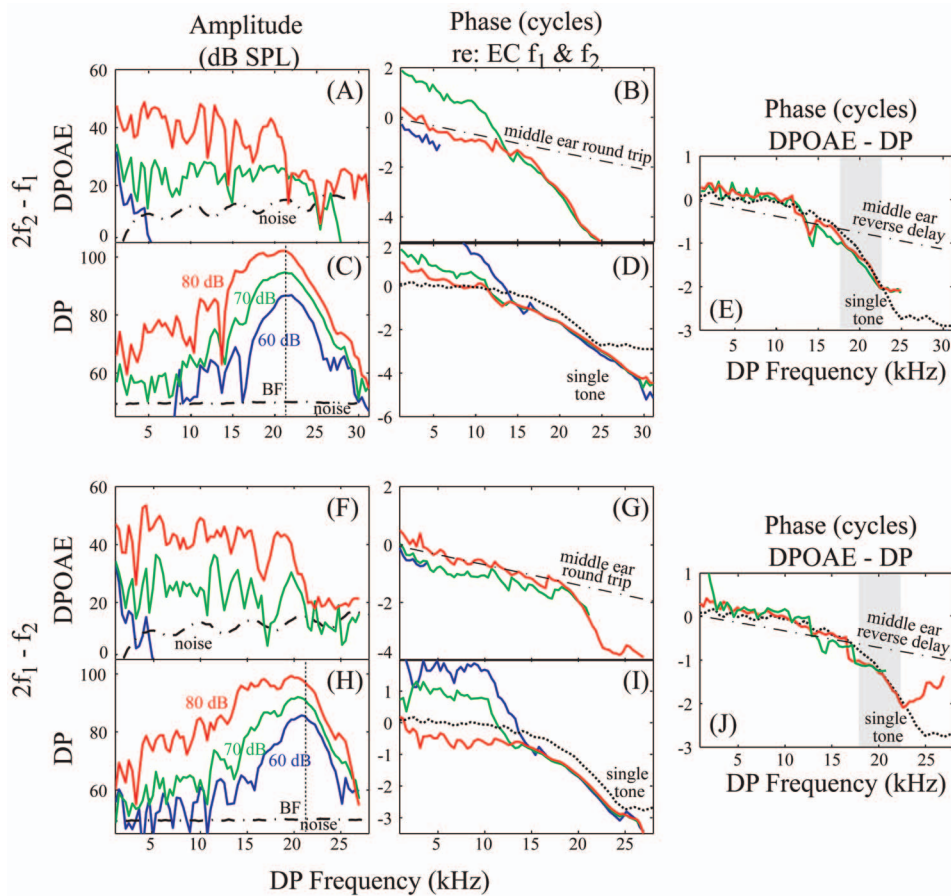 Amplitude
(dB SPL)
Phase (cycles)
re: EC f1 & f2
2f2 - f1
DPOAE
60
40
20
0
(A)
noise
2
0
-2
-4
(B)
middle ear round trip
DP
100
80
60
(C)
80 dB
70 dB
60 dB
BF
noise
5 10 15 20 25 30
2
0
-2
-4
-6
(D)
single
tone
5 10 15 20 25 30
Phase (cycles)
DPOAE - DP
1
0
-1
-2
-3
middle ear
reverse delay
(E)
single
tone
5 10 15 20 25 30
DP Frequency (kHz)
2f1 - f2
DPOAE
60
40
20
0
(F)
noise
2
0
-2
-4
(G)
middle ear
round trip
DP
100
80
60
(H)
80 dB
70 dB
60 dB
BF
noise
5 10 15 20 25
2
1
0
-1
-2
-3
(I)
single
tone
5 10 15 20 25
DP Frequency (kHz)
Phase (cycles)
DPOAE - DP
1
0
-1
-2
-3
middle ear
reverse delay
(J)
single
tone
5 10 15 20 25
DP Frequency (kHz)